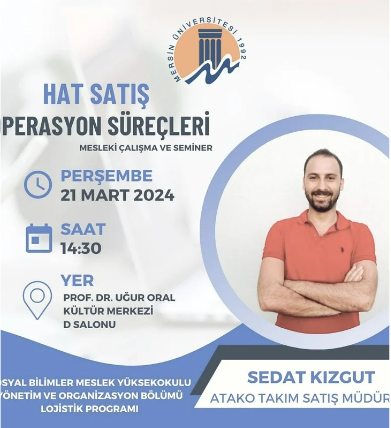 MERSİN ÜNİVERSİTESİ 1992
HAT SATIŞ
OPERASYON SÜREÇLERİ
MESLEKİ ÇALIŞMA VE SEMİNER
PERŞEMBE
21 MART 2024
SAAT
14:30
YER
PROF. DR. UĞUR ORAL
KÜLTÜR MERKEZİ
D SALONU
OSYAL BİLİMLER MESLEK YÜKSEKOKULU
YÖNETİM VE ORGANİZASYON BÖLÜMÜ
LOJİSTİK PROGRAMI
SEDAT KIZGUT
ATAKO TAKIM SATIŞ MÜDÜR